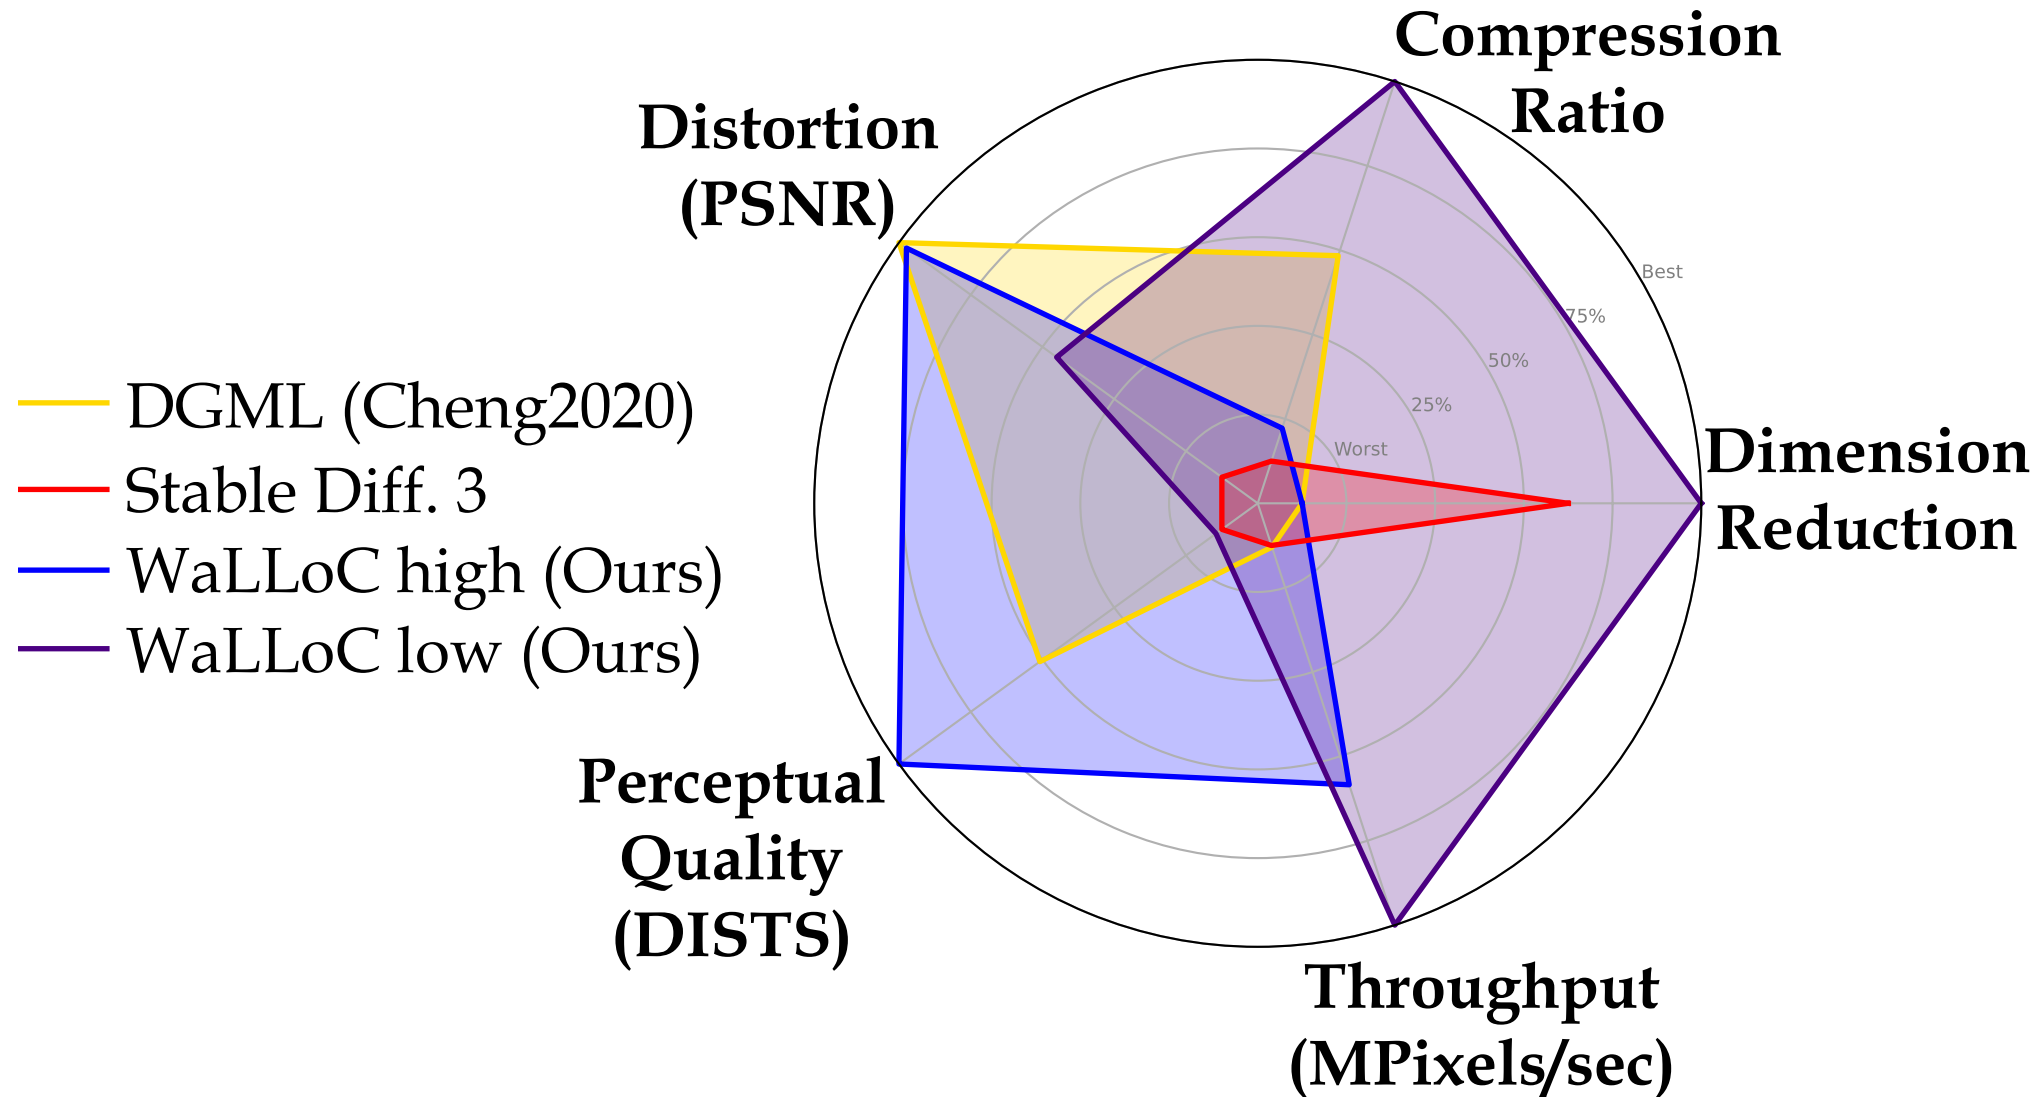 Compression
Ratio
Distortion
(PSNR)
Best
75%
50%
25%
Worst
DGML (Cheng2020)
Stable Diff. 3
WaLLoC high (Ours)
WaLLoC low (Ours)
Dimension
Reduction
Perceptual
Quality
(DISTS)
Throughput
(MPixels/sec)